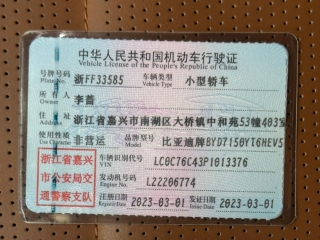 中华人民共和国机动车行驶证
Vehicle License of the People's Republic of China
号牌号码 浙FF33585 车辆类型 小型轿车
Plate No. Vehicle Type
所有人 李蔷
Owner
住址 浙江省嘉兴市南湖区大桥镇中和苑53幢403室
Address
使用性质 非营运 品牌型号 比亚迪牌BYD7150YT6HEV5
Use Character Model
浙江省嘉兴
市公安局交
通警察支队
车辆识别代号 LC0C76C43P1013376
VIN
发动机号码 L22206774
Engine No.
注册日期 2023-03-01 发证日期 2023-03-01
Register Date Issue Date